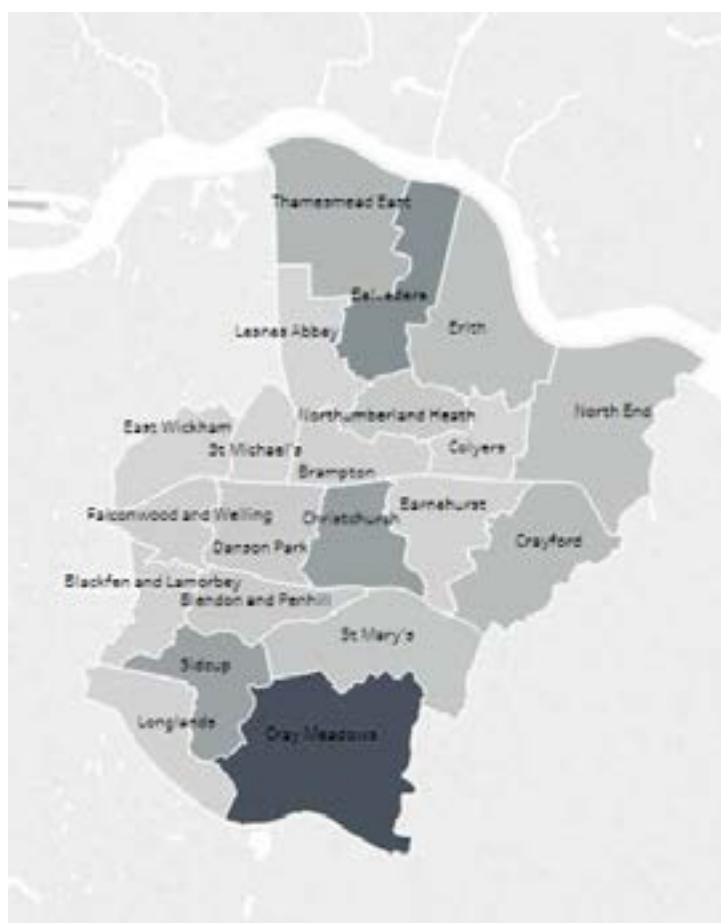 Thamesmead East
Belvedere
Lesnes Abbey
Erith
Northumberland Heath
North End
East Wickham
St Michael's
Colyers
Brampton
Falconwood and Welling
Christchurch
Barnehurst
Danson Park
Crayford
Blackfen and Lamorbey
Blendon and Penhill
St Mary's
Sidcup
Longlands
Cray Meadows